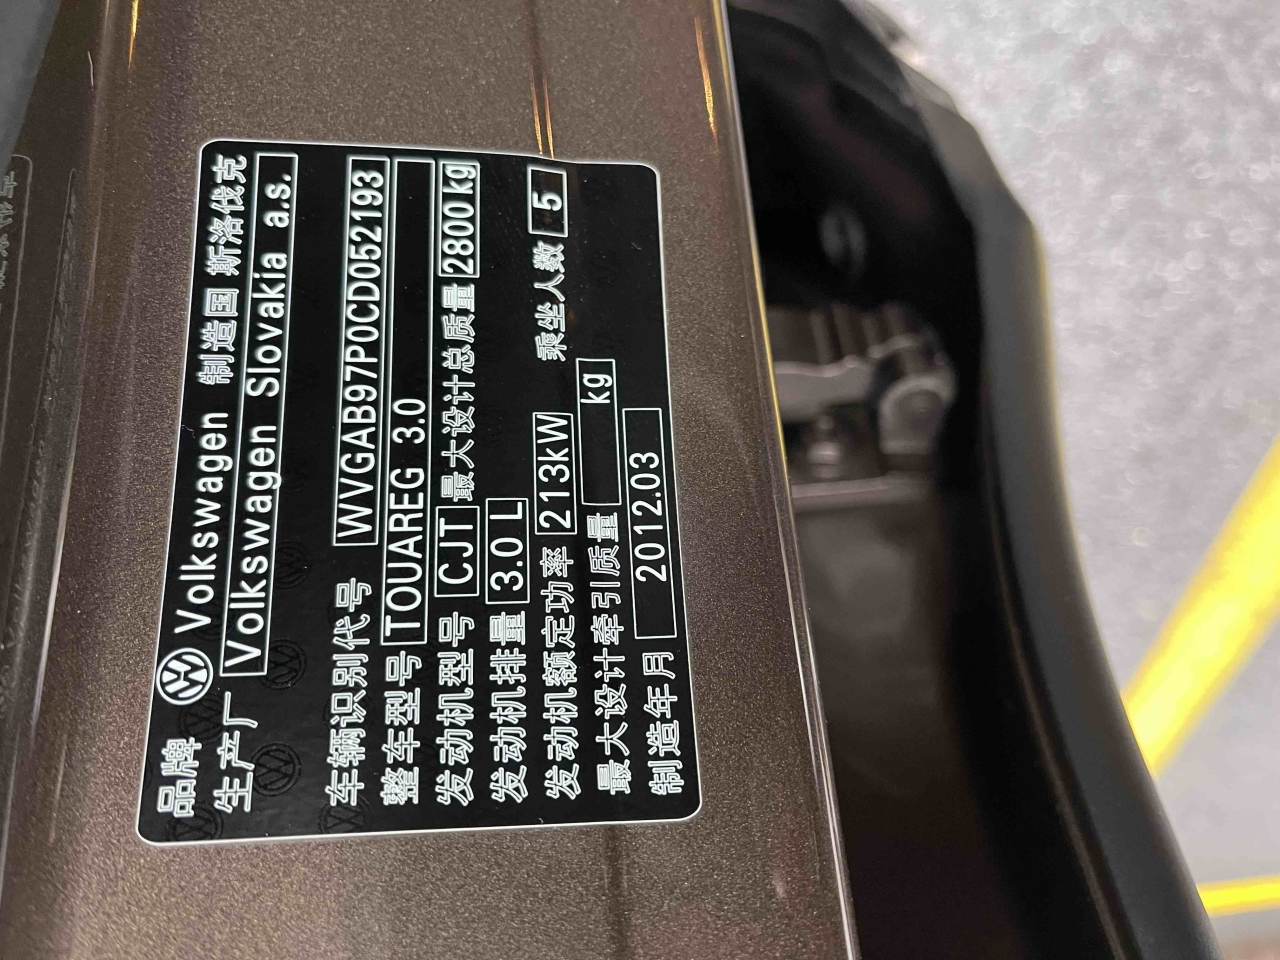 品牌 Volkswagen 制造国 斯洛伐克
生产厂 Volkswagen Slovakia a.s.
车辆识别代号 WVGAB97P0CD052193
整车型号 TOUAREG 3.0
发动机型号 CJT 最大设计总质量 2800 kg
发动机排量 3.0 L
发动机额定功率 213kW 乘坐人数 5
最大设计牵引质量 kg
制造年月 2012.03